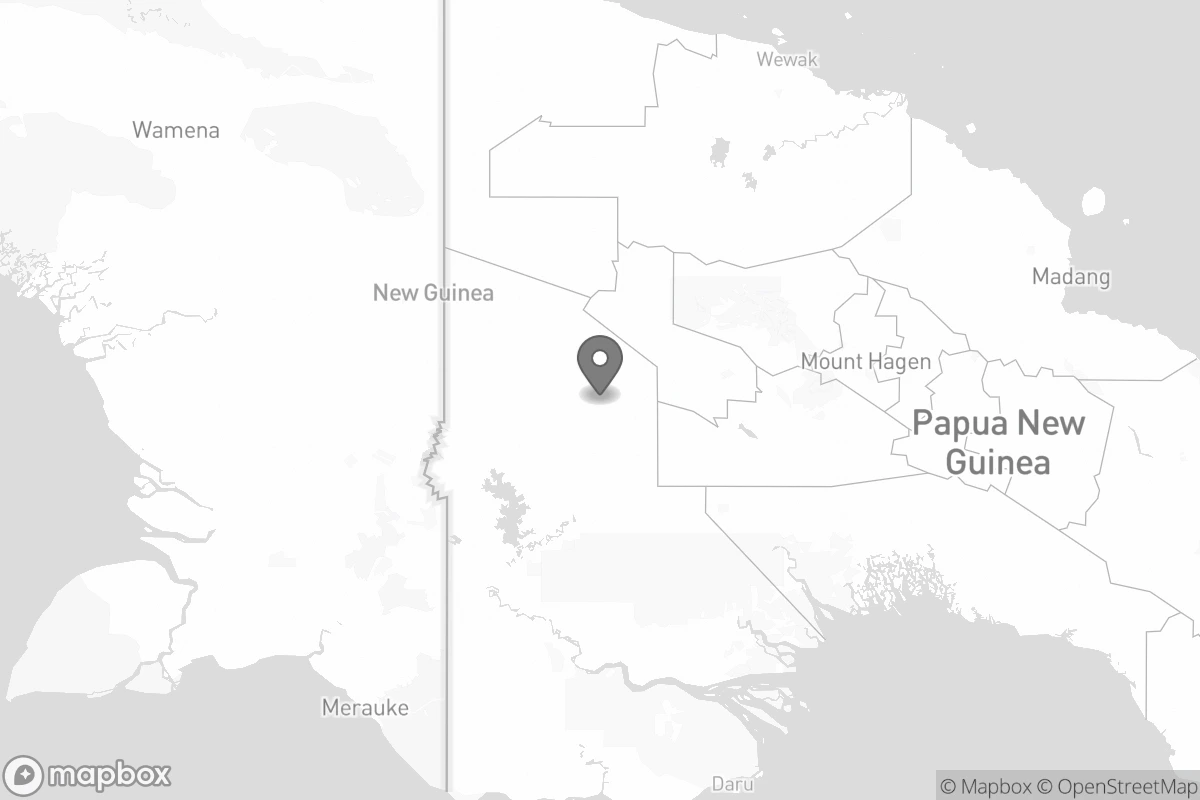 Wewak
Wamena
Madang
New Guinea
Mount Hagen
Papua New
Guinea
Merauke
Daru
mapbox
© Mapbox © OpenStreetMap